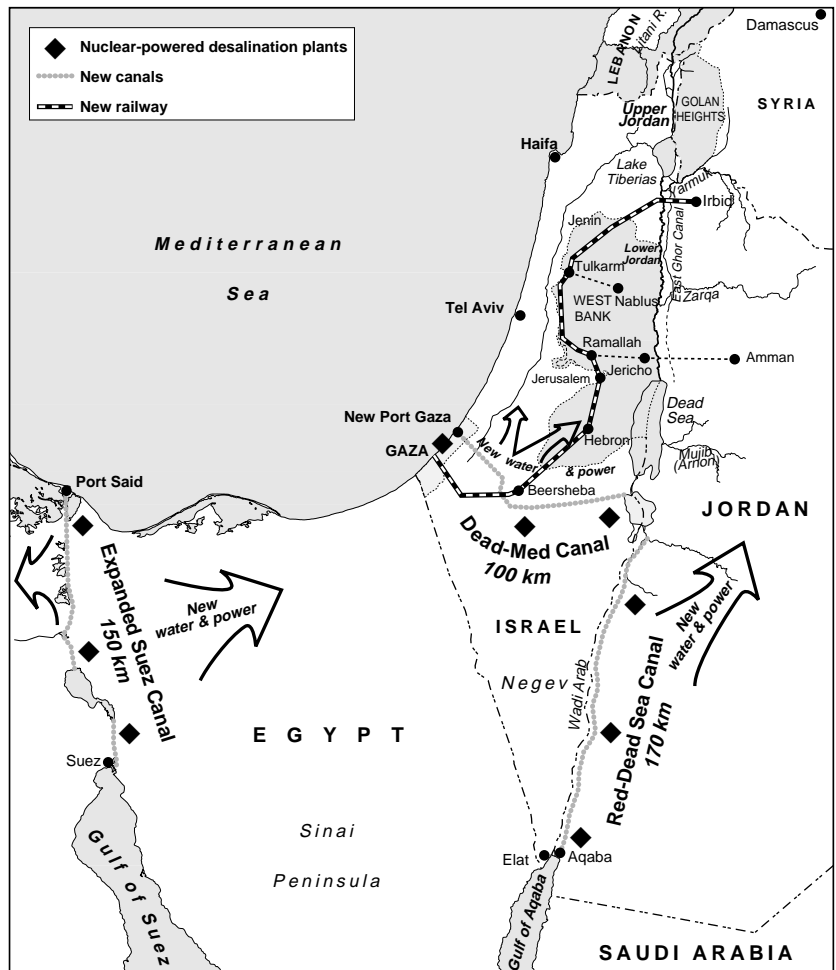 Nuclear-powered desalination plants
New canals
New railway
Damascus
LEBANON
Litani R.
Upper
Jordan
GOLAN
HEIGHTS
SYRIA
Haifa
Lake
Tiberias
Yarmuk
Irbid
Jenin
Mediterranean
Sea
Lower
Jordan
East Ghor Canal
Tulkarm
WEST
BANK
Nablus
Zarqa
Tel Aviv
Ramallah
Jericho
Amman
Jerusalem
Dead
Sea
New Port Gaza
GAZA
Hebron
New water
& power
Mujib
(Arnon)
Port Said
Beersheba
JORDAN
Dead-Med Canal
100 km
Expanded Suez Canal
150 km
New
water & power
New
water & power
ISRAEL
Negev
Wadi Arab
Red-Dead Sea Canal
170 km
EGYPT
Suez
Sinai
Peninsula
Gulf of Suez
Elat
Aqaba
Gulf of Aqaba
SAUDI ARABIA